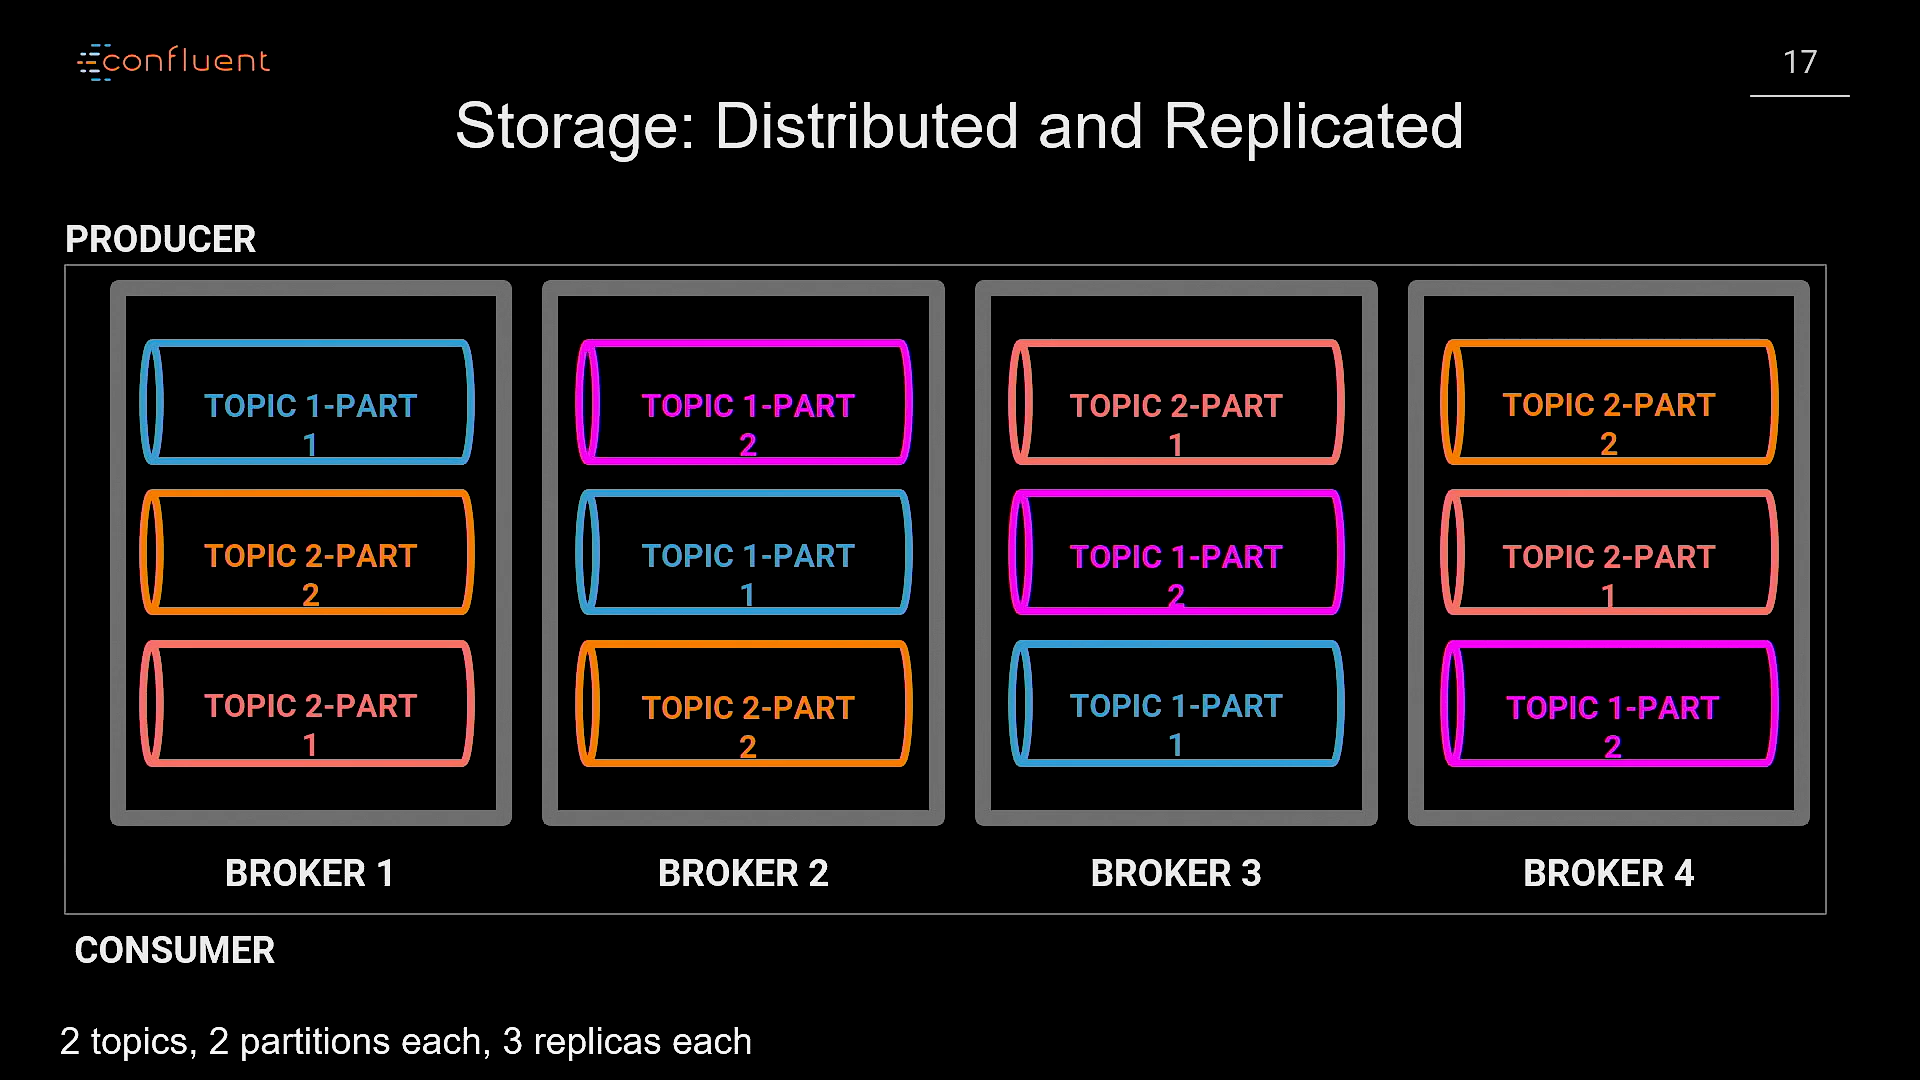 confluent
17
Storage: Distributed and Replicated
PRODUCER
TOPIC 1-PART
1
TOPIC 2-PART
2
TOPIC 2-PART
1
BROKER 1
TOPIC 1-PART
2
TOPIC 1-PART
1
TOPIC 2-PART
2
BROKER 2
TOPIC 2-PART
1
TOPIC 1-PART
2
TOPIC 1-PART
1
BROKER 3
TOPIC 2-PART
2
TOPIC 2-PART
1
TOPIC 1-PART
2
BROKER 4
CONSUMER
2 topics, 2 partitions each, 3 replicas each